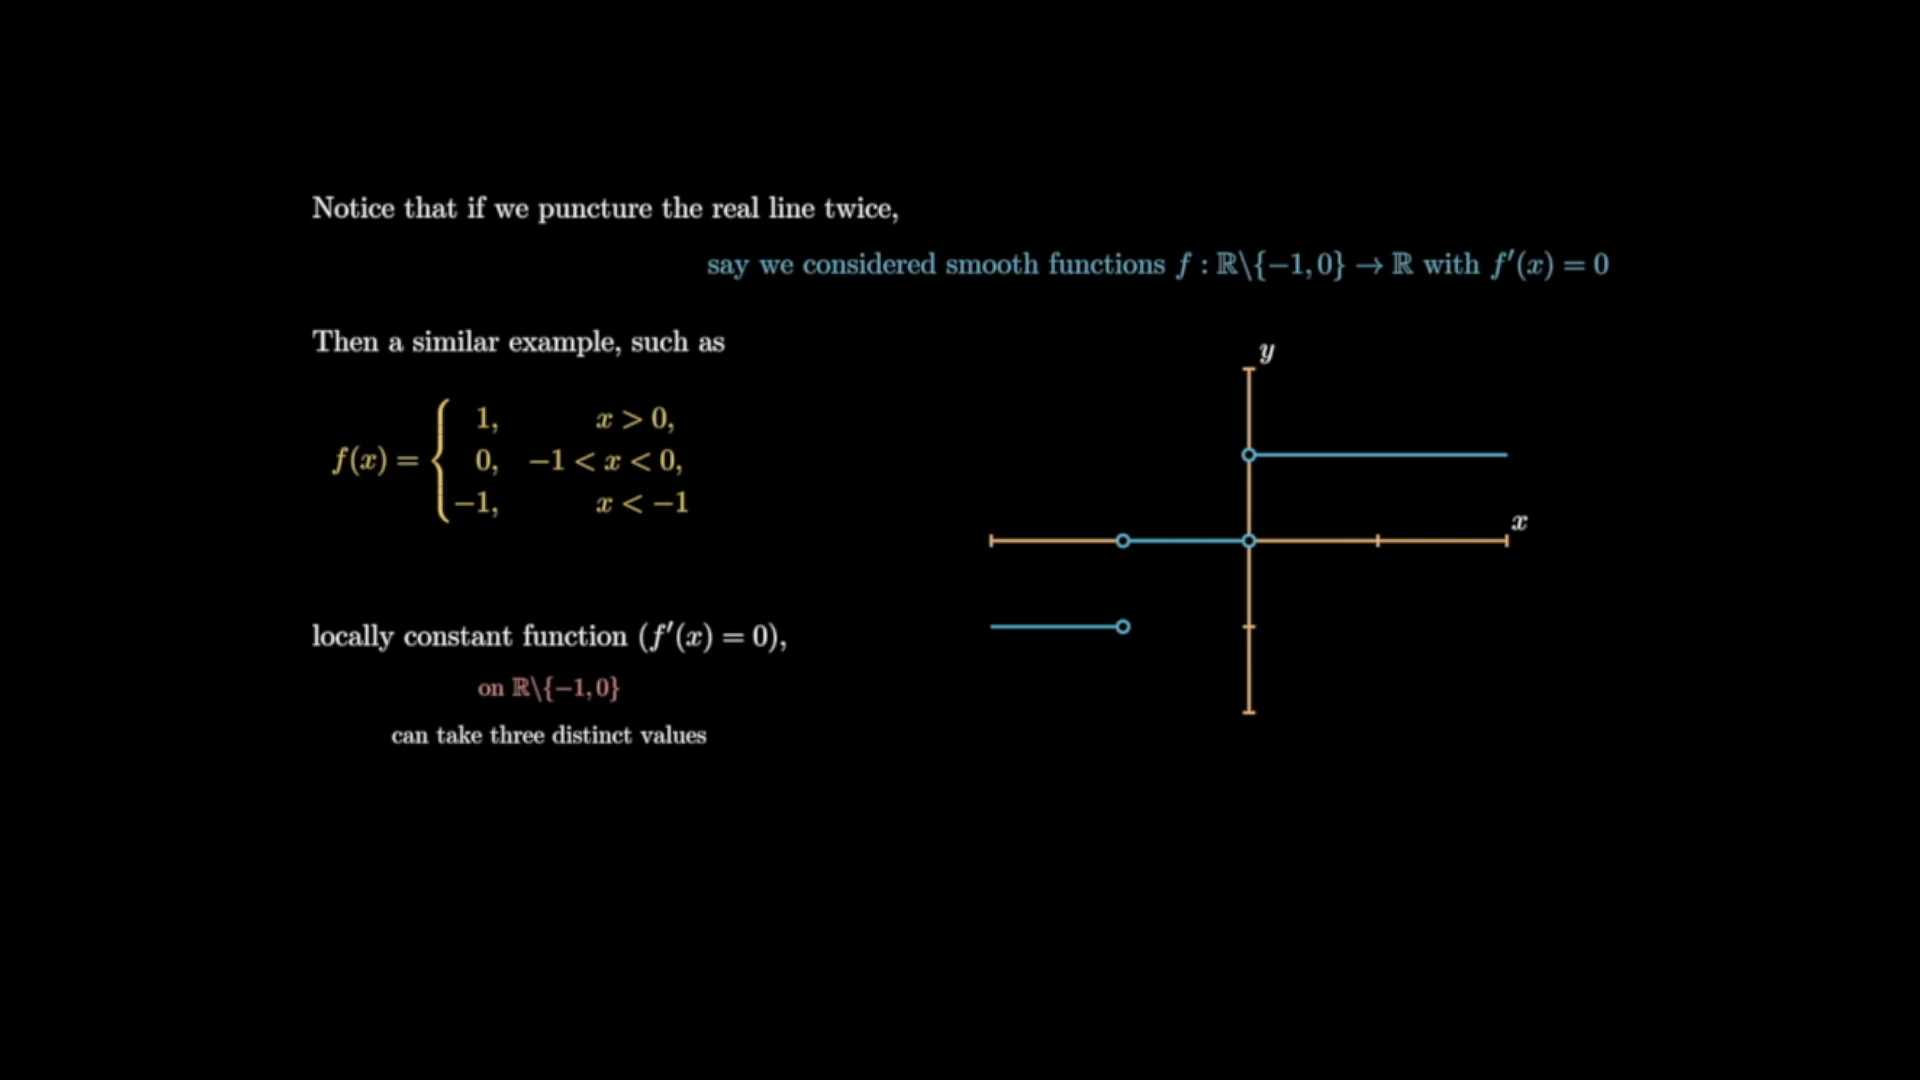 Notice that if we puncture the real line twice,
say we considered smooth functions f : ℝ\{−1, 0} → ℝ with f′(x) = 0
Then a similar example, such as
f(x) = { 1, x > 0,
0, −1 < x < 0,
−1, x < −1
y
x
locally constant function (f′(x) = 0),
on ℝ\{−1, 0}
can take three distinct values